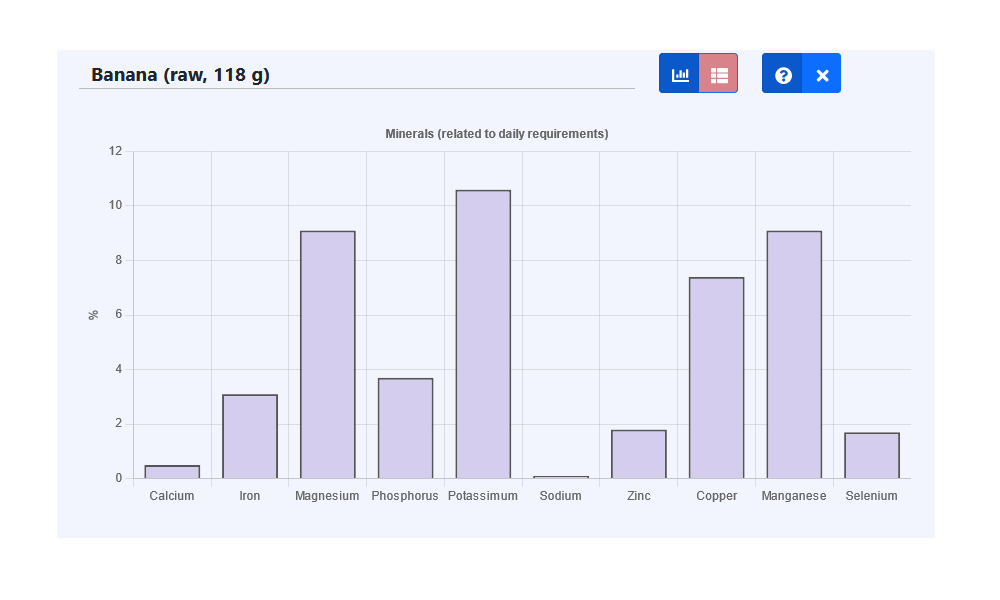 Banana (raw, 118 g)
Minerals (related to daily requirements)
12
10
8
6
4
2
0
%
Calcium Iron Magnesium Phosphorus Potassimum Sodium Zinc Copper Manganese Selenium